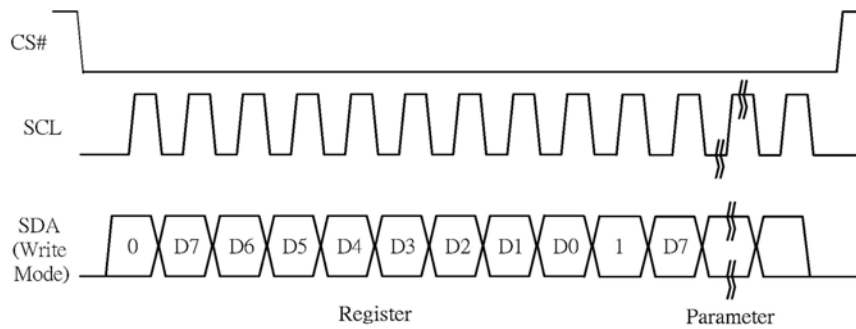 CS#
SCL
SDA
(Write
Mode)
0 D7 D6 D5 D4 D3 D2 D1 D0 1 D7
Register Parameter